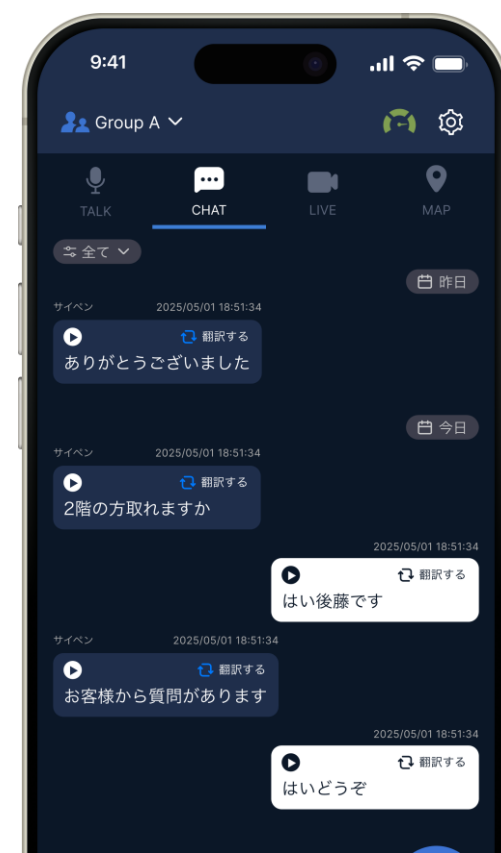 9:41
Group A
TALK
CHAT
LIVE
MAP
全て
昨日
サイペン 2025/05/01 18:51:34
翻訳する
ありがとうございました
今日
サイペン 2025/05/01 18:51:34
翻訳する
2階の方取れますか
2025/05/01 18:51:34
翻訳する
はい後藤です
サイペン 2025/05/01 18:51:34
翻訳する
お客様から質問があります
2025/05/01 18:51:34
翻訳する
はいどうぞ